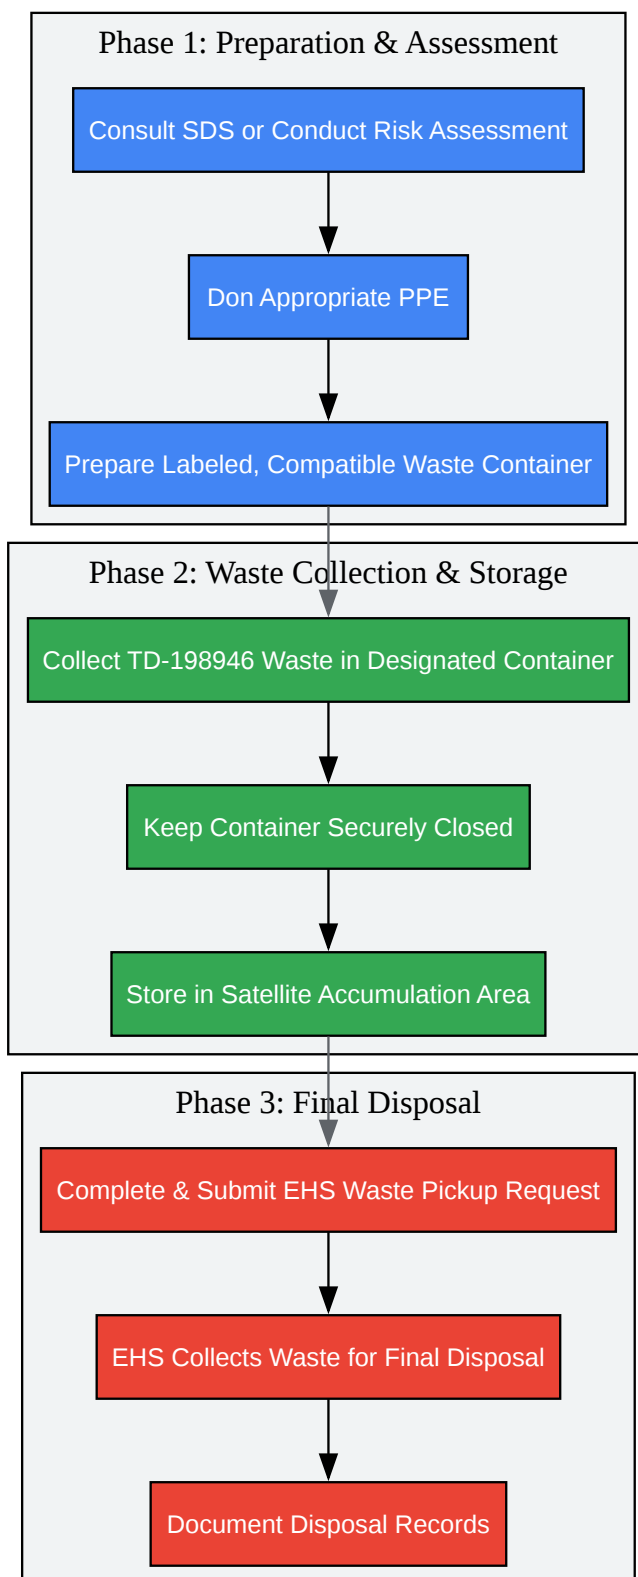 Phase 1: Preparation & Assessment
Consult SDS or Conduct Risk Assessment
Don Appropriate PPE
Prepare Labeled, Compatible Waste Container
Phase 2: Waste Collection & Storage
Collect TD-198946 Waste in Designated Container
Keep Container Securely Closed
Store in Satellite Accumulation Area
Phase 3: Final Disposal
Complete & Submit EHS Waste Pickup Request
EHS Collects Waste for Final Disposal
Document Disposal Records